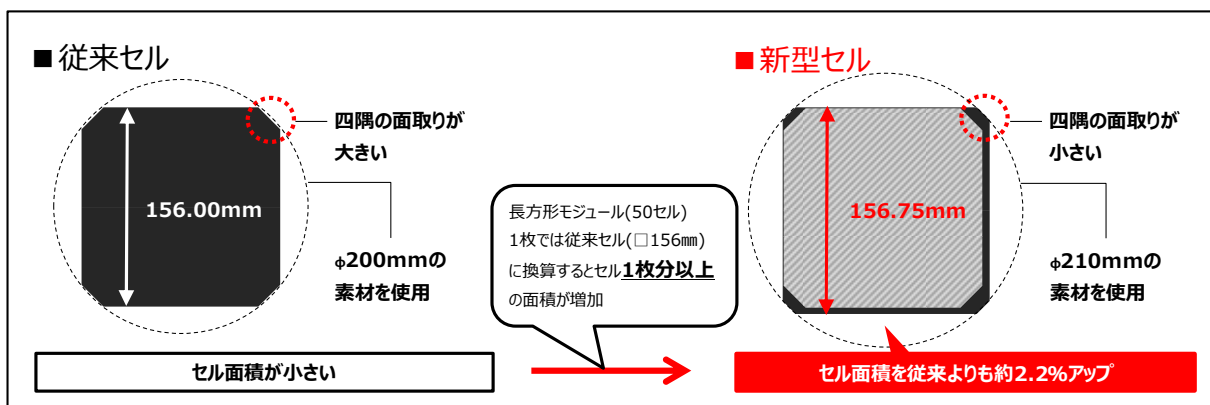 ■従来セル
四隅の面取りが
大きい
156.00mm
φ200mmの
素材を使用
セル面積が小さい
長方形モジュール(50セル)
1枚では従来セル(□156㎜)
に換算するとセル1枚分以上
の面積が増加
■新型セル
四隅の面取りが
小さい
156.75mm
φ210mmの
素材を使用
セル面積を従来よりも約2.2%アップ